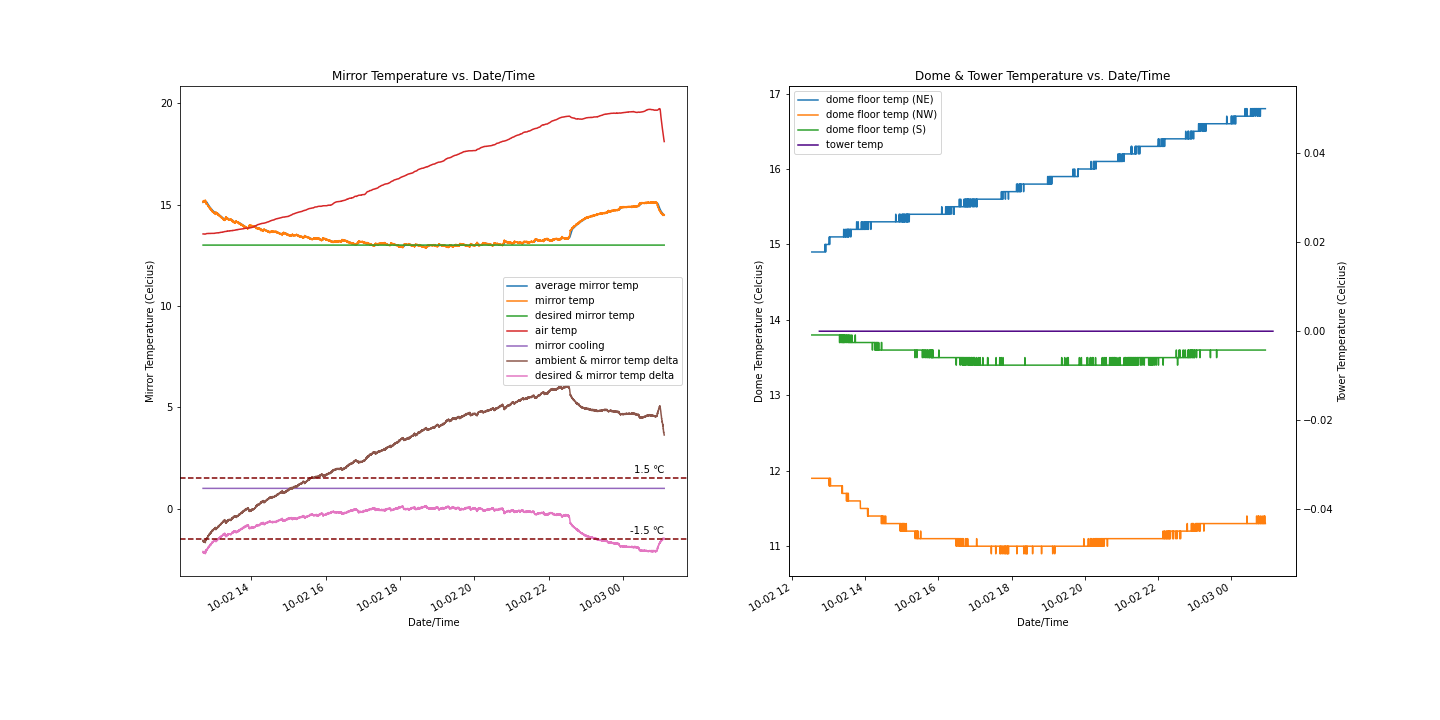 Mirror Temperature vs. Date/Time
20
15
10
5
0
Mirror Temperature (Celcius)
average mirror temp
mirror temp
desired mirror temp
air temp
mirror cooling
ambient & mirror temp delta
desired & mirror temp delta
1.5 °C
-1.5 °C
10-02 14
10-02 16
10-02 18
10-02 20
10-02 22
10-03 00
Date/Time
Dome & Tower Temperature vs. Date/Time
17
16
15
14
13
12
11
Dome Temperature (Celcius)
dome floor temp (NE)
dome floor temp (NW)
dome floor temp (S)
tower temp
0.04
0.02
0.00
−0.02
−0.04
Tower Temperature (Celcius)
10-02 12
10-02 14
10-02 16
10-02 18
10-02 20
10-02 22
10-03 00
Date/Time